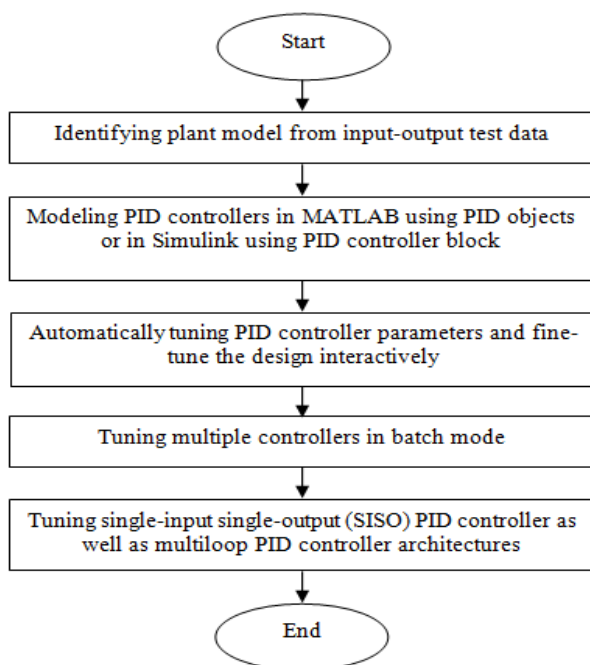 Start
Identifying plant model from input-output test data
Modeling PID controllers in MATLAB using PID objects
or in Simulink using PID controller block
Automatically tuning PID controller parameters and fine-
tune the design interactively
Tuning multiple controllers in batch mode
Tuning single-input single-output (SISO) PID controller as
well as multiloop PID controller architectures
End